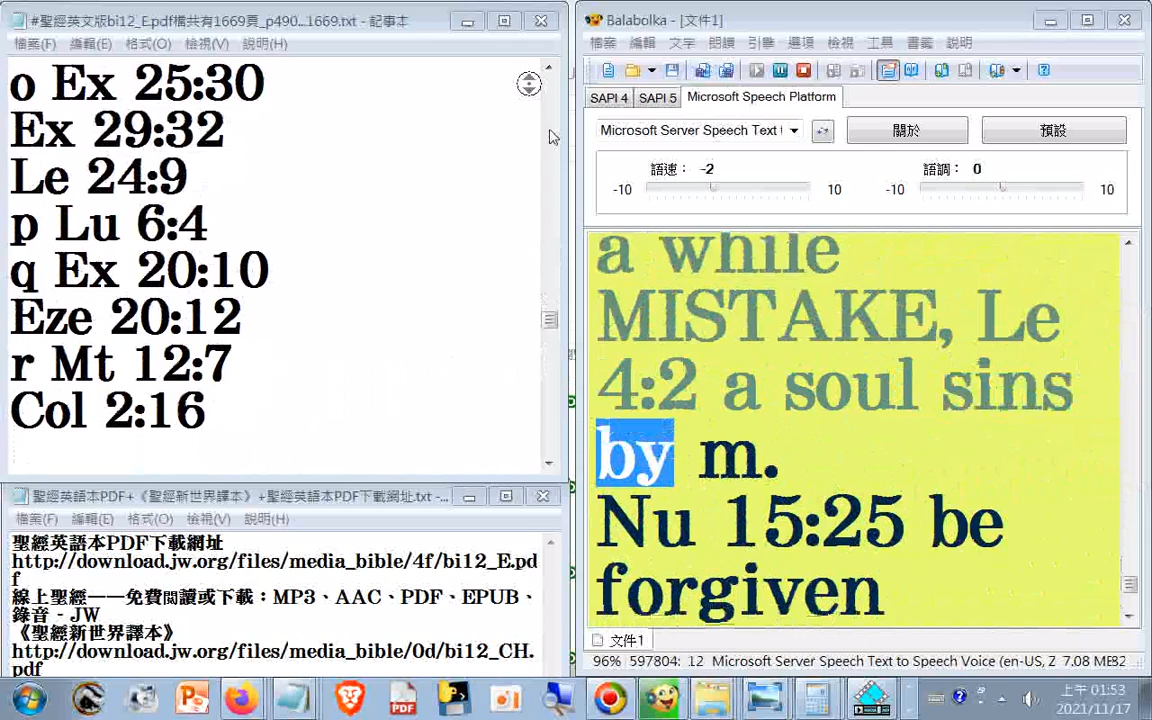 #聖經英文版bi12_E.pdf檔共有1669頁_p490...1669.txt - 記事本
檔案(F) 編輯(E) 格式(O) 檢視(V) 說明(H)
o Ex 25:30
Ex 29:32
Le 24:9
p Lu 6:4
q Ex 20:10
Eze 20:12
r Mt 12:7
Col 2:16
聖經英語本PDF+《聖經新世界譯本》+聖經英語本PDF下載網址.txt -...
檔案(F) 編輯(E) 格式(O) 檢視(V) 說明(H)
聖經英語本PDF下載網址
http://download.jw.org/files/media_bible/4f/bi12_E.pd
f
線上聖經——免費閱讀或下載：MP3、AAC、PDF、EPUB、
錄音 - JW
《聖經新世界譯本》
http://download.jw.org/files/media_bible/0d/bi12_CH.
pdf
Balabolka - [文件1]
檔案 編輯 文字 朗讀 引擎 選項 檢視 工具 書籤 說明
SAPI 4 SAPI 5 Microsoft Speech Platform
Microsoft Server Speech Text t 關於 預設
語速： -2 語調： 0
-10 10 -10 10
a while
MISTAKE, Le
4:2 a soul sins
by m.
Nu 15:25 be
forgiven
文件1
96% 597804: 12 Microsoft Server Speech Text to Speech Voice (en-US, Z 7.08 ME
上午 01:53
2021/11/17